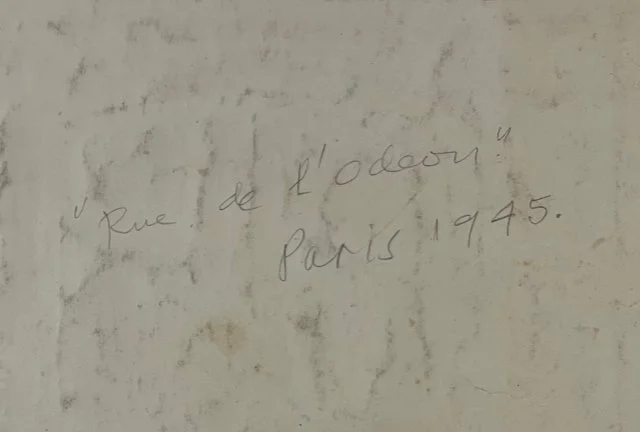 "Rue de l'Odeon"
Paris 1945.